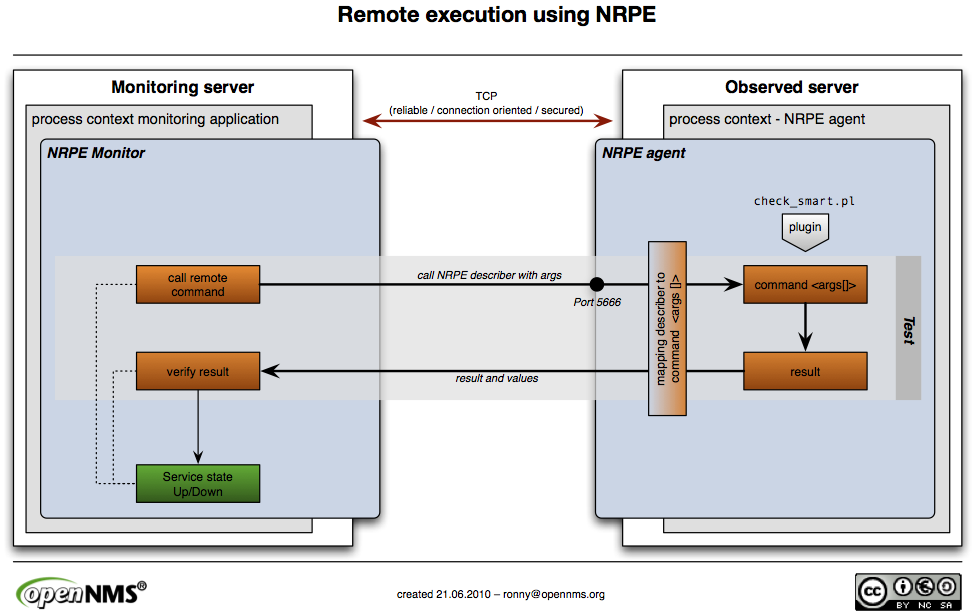 Remote execution using NRPE
Monitoring server
process context monitoring application
NRPE Monitor
TCP
(reliable / connection oriented / secured)
Observed server
process context - NRPE agent
NRPE agent
check_smart.pl
plugin
call remote
command
call NRPE describer with args
Port 5666
mapping describer to
command <args []>
command <args[]>
Test
verify result
result and values
result
Service state
Up/Down
openNMS®
created 21.06.2010 – ronny@opennms.org
cc
BY NC SA